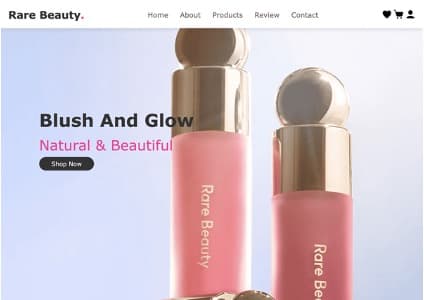 Rare Beauty.
Home About Products Review Contact
Blush And Glow
Natural & Beautiful
Shop Now
Rare Beauty
Rare Beauty